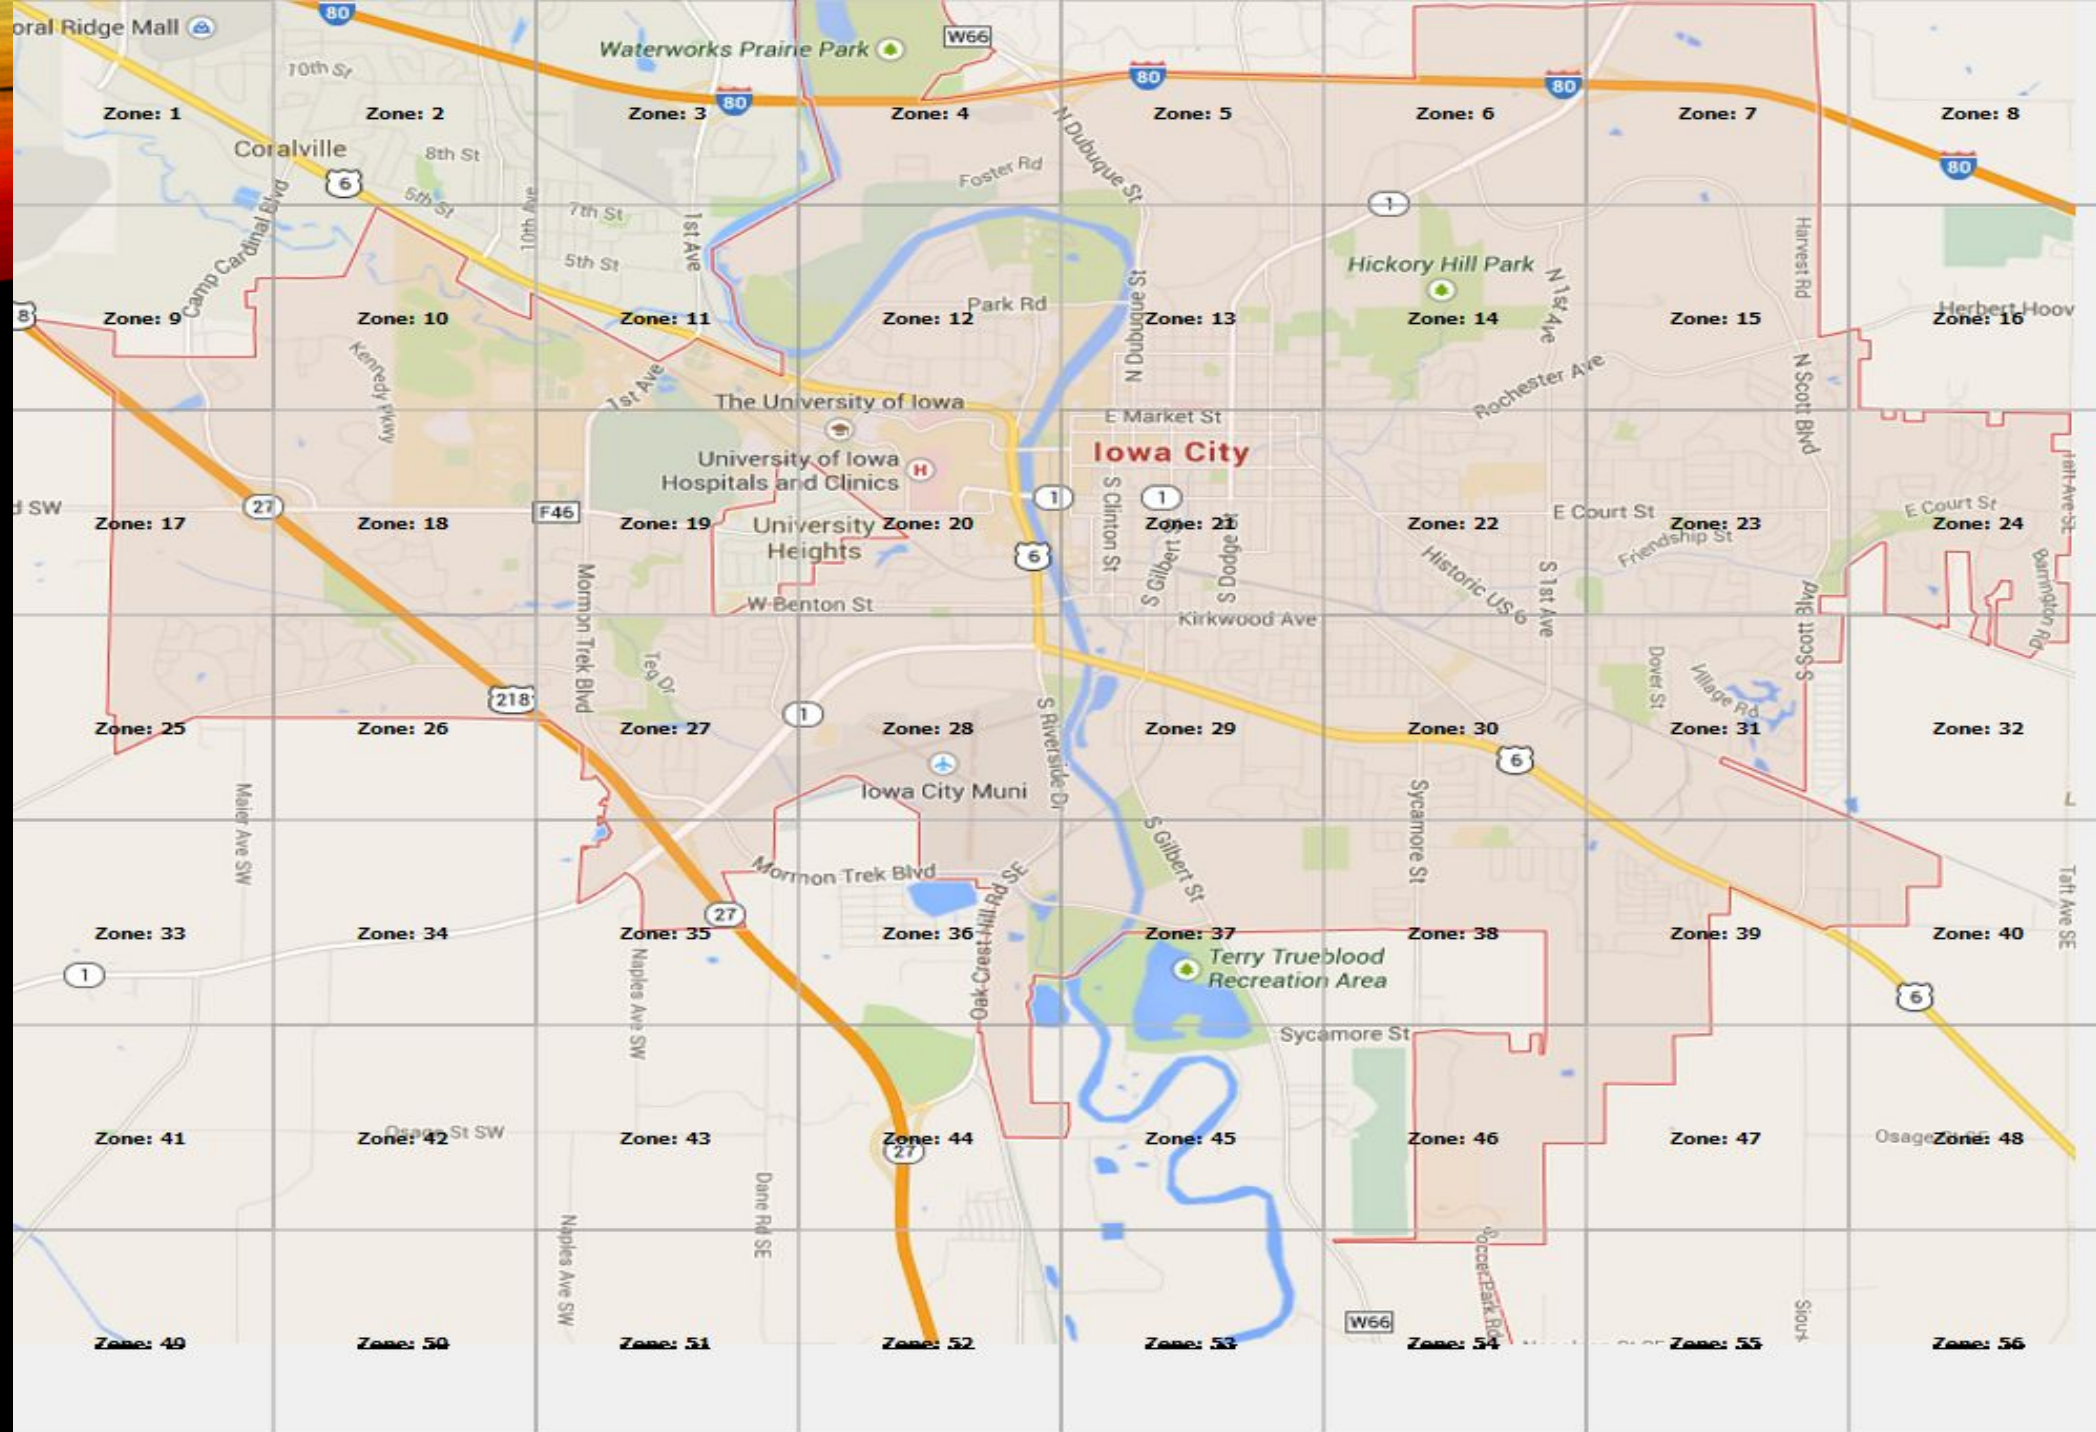 80
oral Ridge Mall
Waterworks Prairie Park
W66
10th St
80
80
80
Zone: 1
Zone: 2
Zone: 3
Zone: 4
Zone: 5
Zone: 6
Zone: 7
Zone: 8
N Dubuque St
Coralville
8th St
Foster Rd
80
6
5th St
Camp Cardinal Blvd
10th Ave
7th St
1st Ave
1
Harvest Rd
5th St
Hickory Hill Park
N 1st Ave
N Dubuque St
Park Rd
8
Herbert Hoov
Zone: 9
Zone: 10
Zone: 11
Zone: 12
Zone: 13
Zone: 14
Zone: 15
Zone: 16
Kennedy Pkwy
1st Ave
Rochester Ave
N Scott Blvd
The University of Iowa
E Market St
Iowa City
University of Iowa
Hospitals and Clinics
H
S Clinton St
1
1
27
d SW
F46
E Court St
E Court St
Taft Ave SE
Zone: 17
Zone: 18
Zone: 19
Zone: 20
Zone: 21
Zone: 22
Zone: 23
Zone: 24
University
Heights
6
S Gilbert St
S Dodge
Historic US 6
Friendship St
S 1st Ave
Barrington Rd
Mormon Trek Blvd
W Benton St
Kirkwood Ave
S Scott Blvd
Teg Dr
Dover St
Village Rd
218
1
S Riverside Dr
Zone: 25
Zone: 26
Zone: 27
Zone: 28
Zone: 29
Zone: 30
Zone: 31
Zone: 32
6
Iowa City Muni
Maier Ave SW
Sycamore St
S Gilbert St
Mormon Trek Blvd
Oak Crest Hill Rd SE
Taft Ave SE
27
Zone: 33
Zone: 34
Zone: 35
Zone: 36
Zone: 37
Zone: 38
Zone: 39
Zone: 40
1
Naples Ave SW
Terry Trueblood
Recreation Area
6
Sycamore St
Zone: 41
Osage St SW
Zone: 42
Zone: 43
Zone: 44
Zone: 45
Zone: 46
Zone: 47
Zone: 48
27
Dane Rd SE
Naples Ave SW
Soccer Park Rd
W66
Zone: 49
Zone: 50
Zone: 51
Zone: 52
Zone: 53
Zone: 54
Zone: 55
Zone: 56